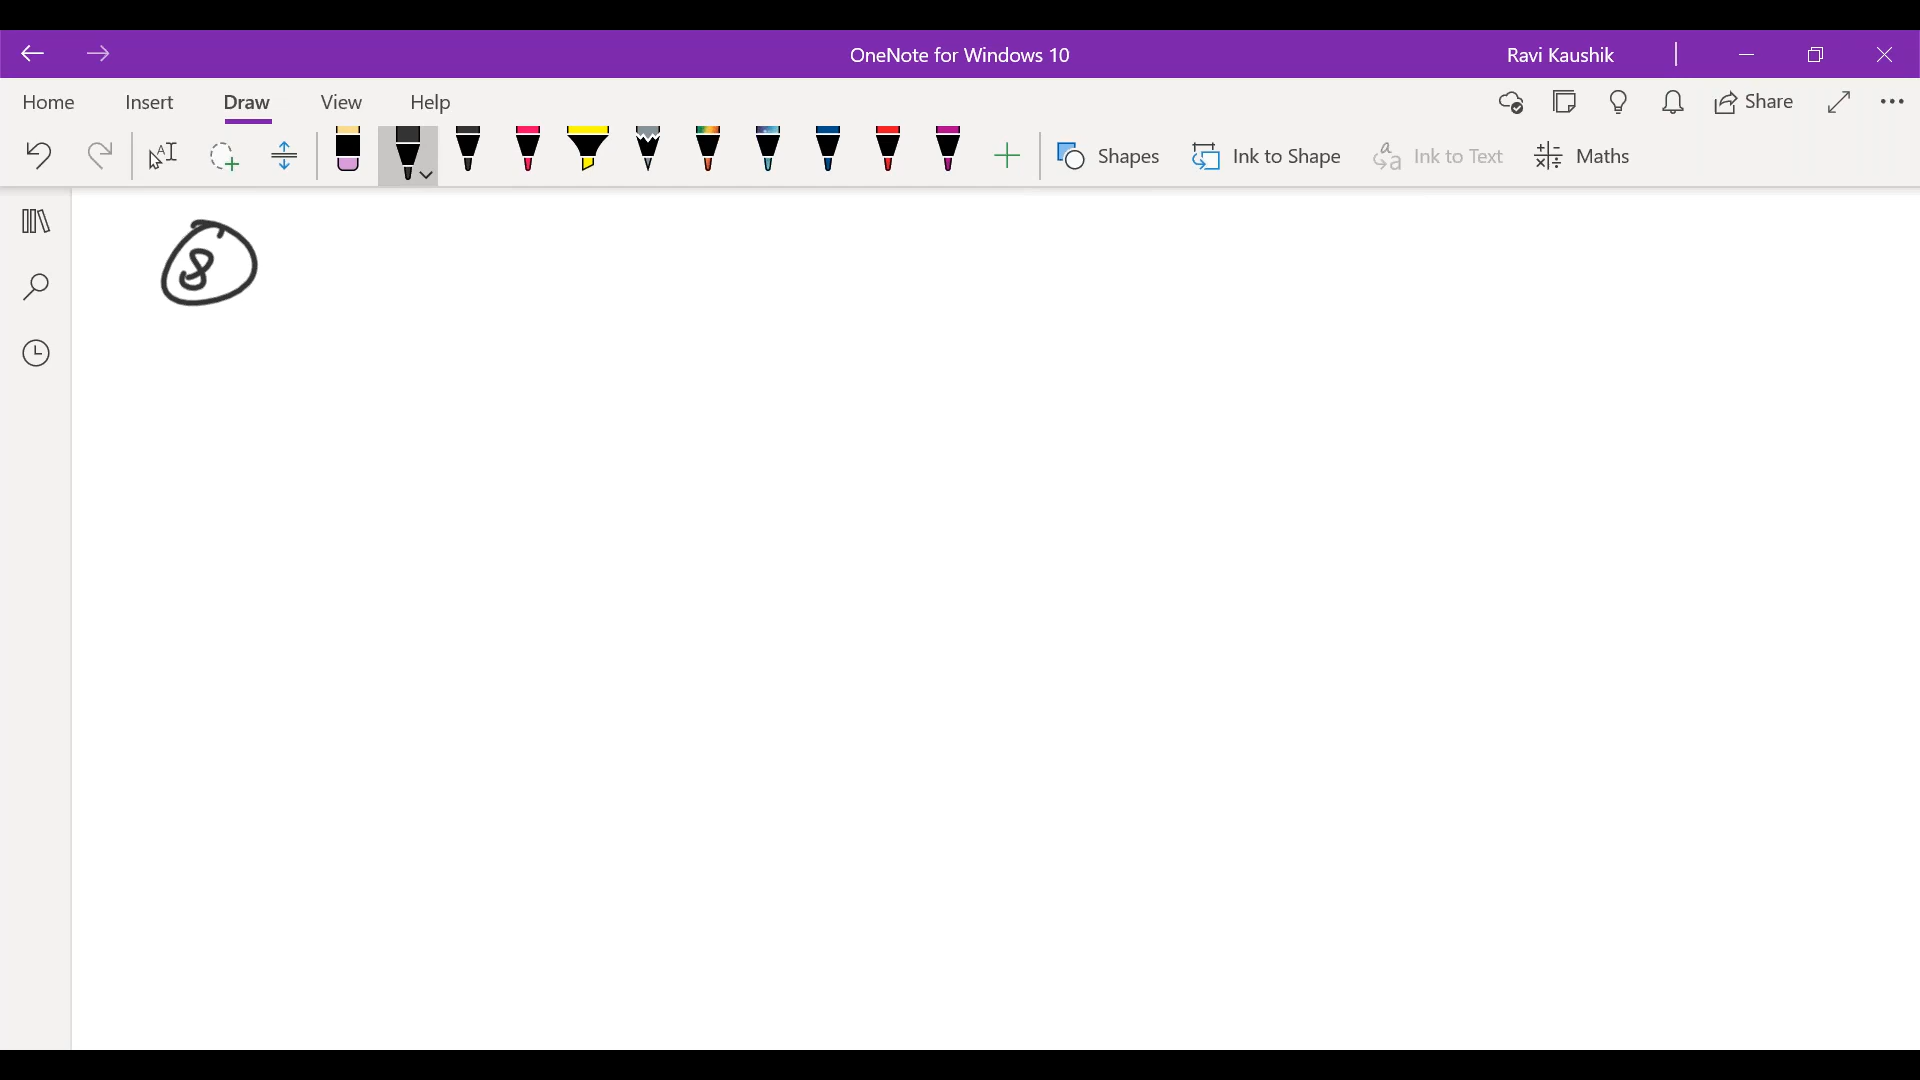 OneNote for Windows 10 Ravi Kaushik
Home Insert Draw View Help Share
Shapes Ink to Shape Ink to Text Maths
8